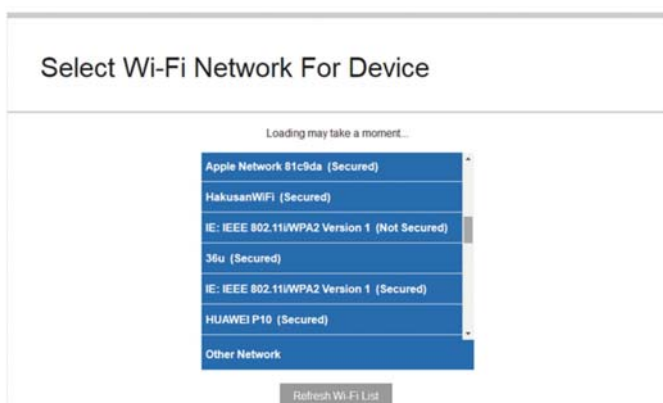 Select Wi-Fi Network For Device
Loading may take a moment...
Apple Network 81c9da (Secured)
HakusanWiFi (Secured)
IE: IEEE 802.11i/WPA2 Version 1 (Not Secured)
36u (Secured)
IE: IEEE 802.11i/WPA2 Version 1 (Secured)
HUAWEI P10 (Secured)
Other Network
Refresh Wi-Fi List